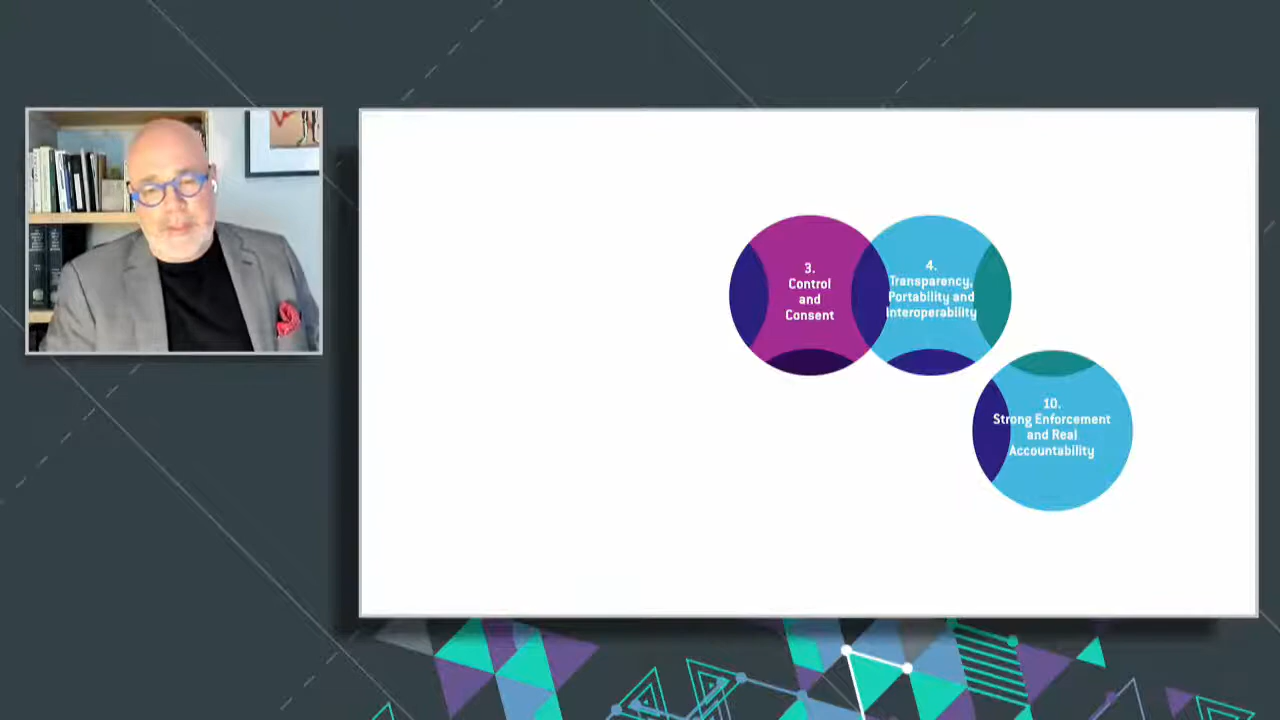 3.
Control
and
Consent
4.
Transparency,
Portability and
Interoperability
10.
Strong Enforcement
and Real
Accountability